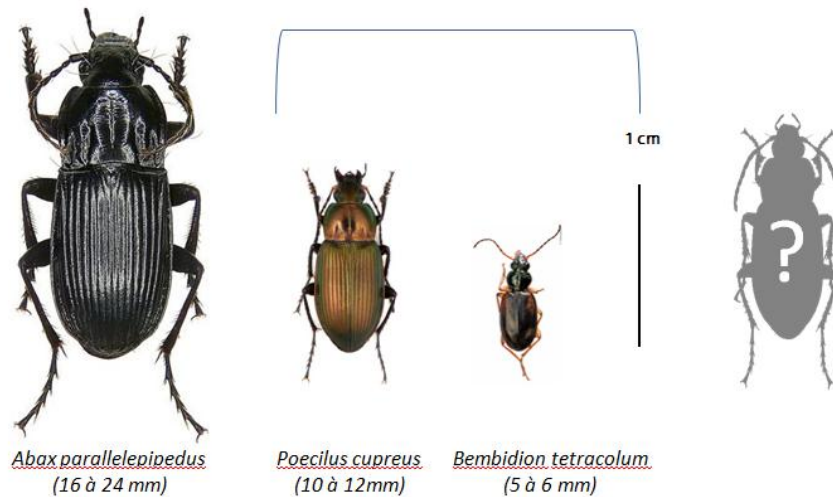 1 cm
?
Abax parallelepipedus
(16 à 24 mm)
Poecilus cupreus
(10 à 12mm)
Bembidion tetracolum
(5 à 6 mm)